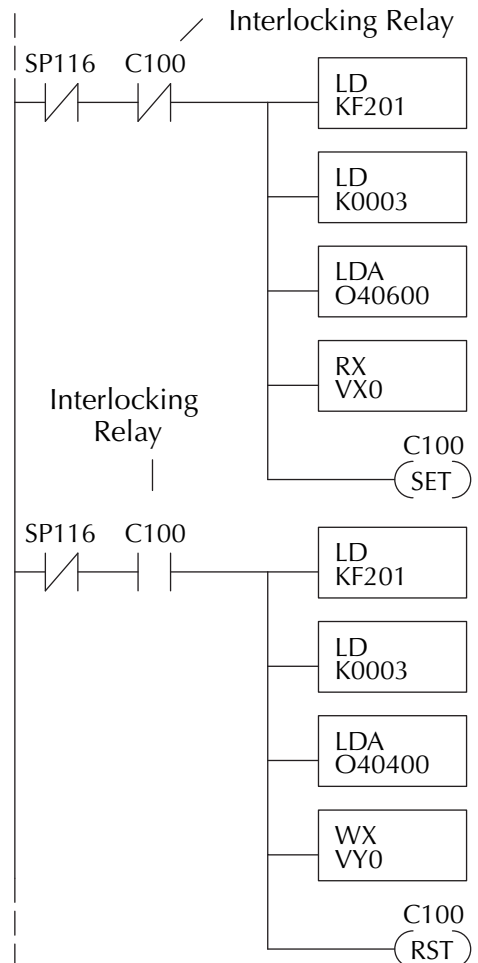 Interlocking Relay
SP116 C100
LD
KF201
LD
K0003
LDA
O40600
RX
VX0
C100
SET
Interlocking
Relay
SP116 C100
LD
KF201
LD
K0003
LDA
O40400
WX
VY0
C100
RST